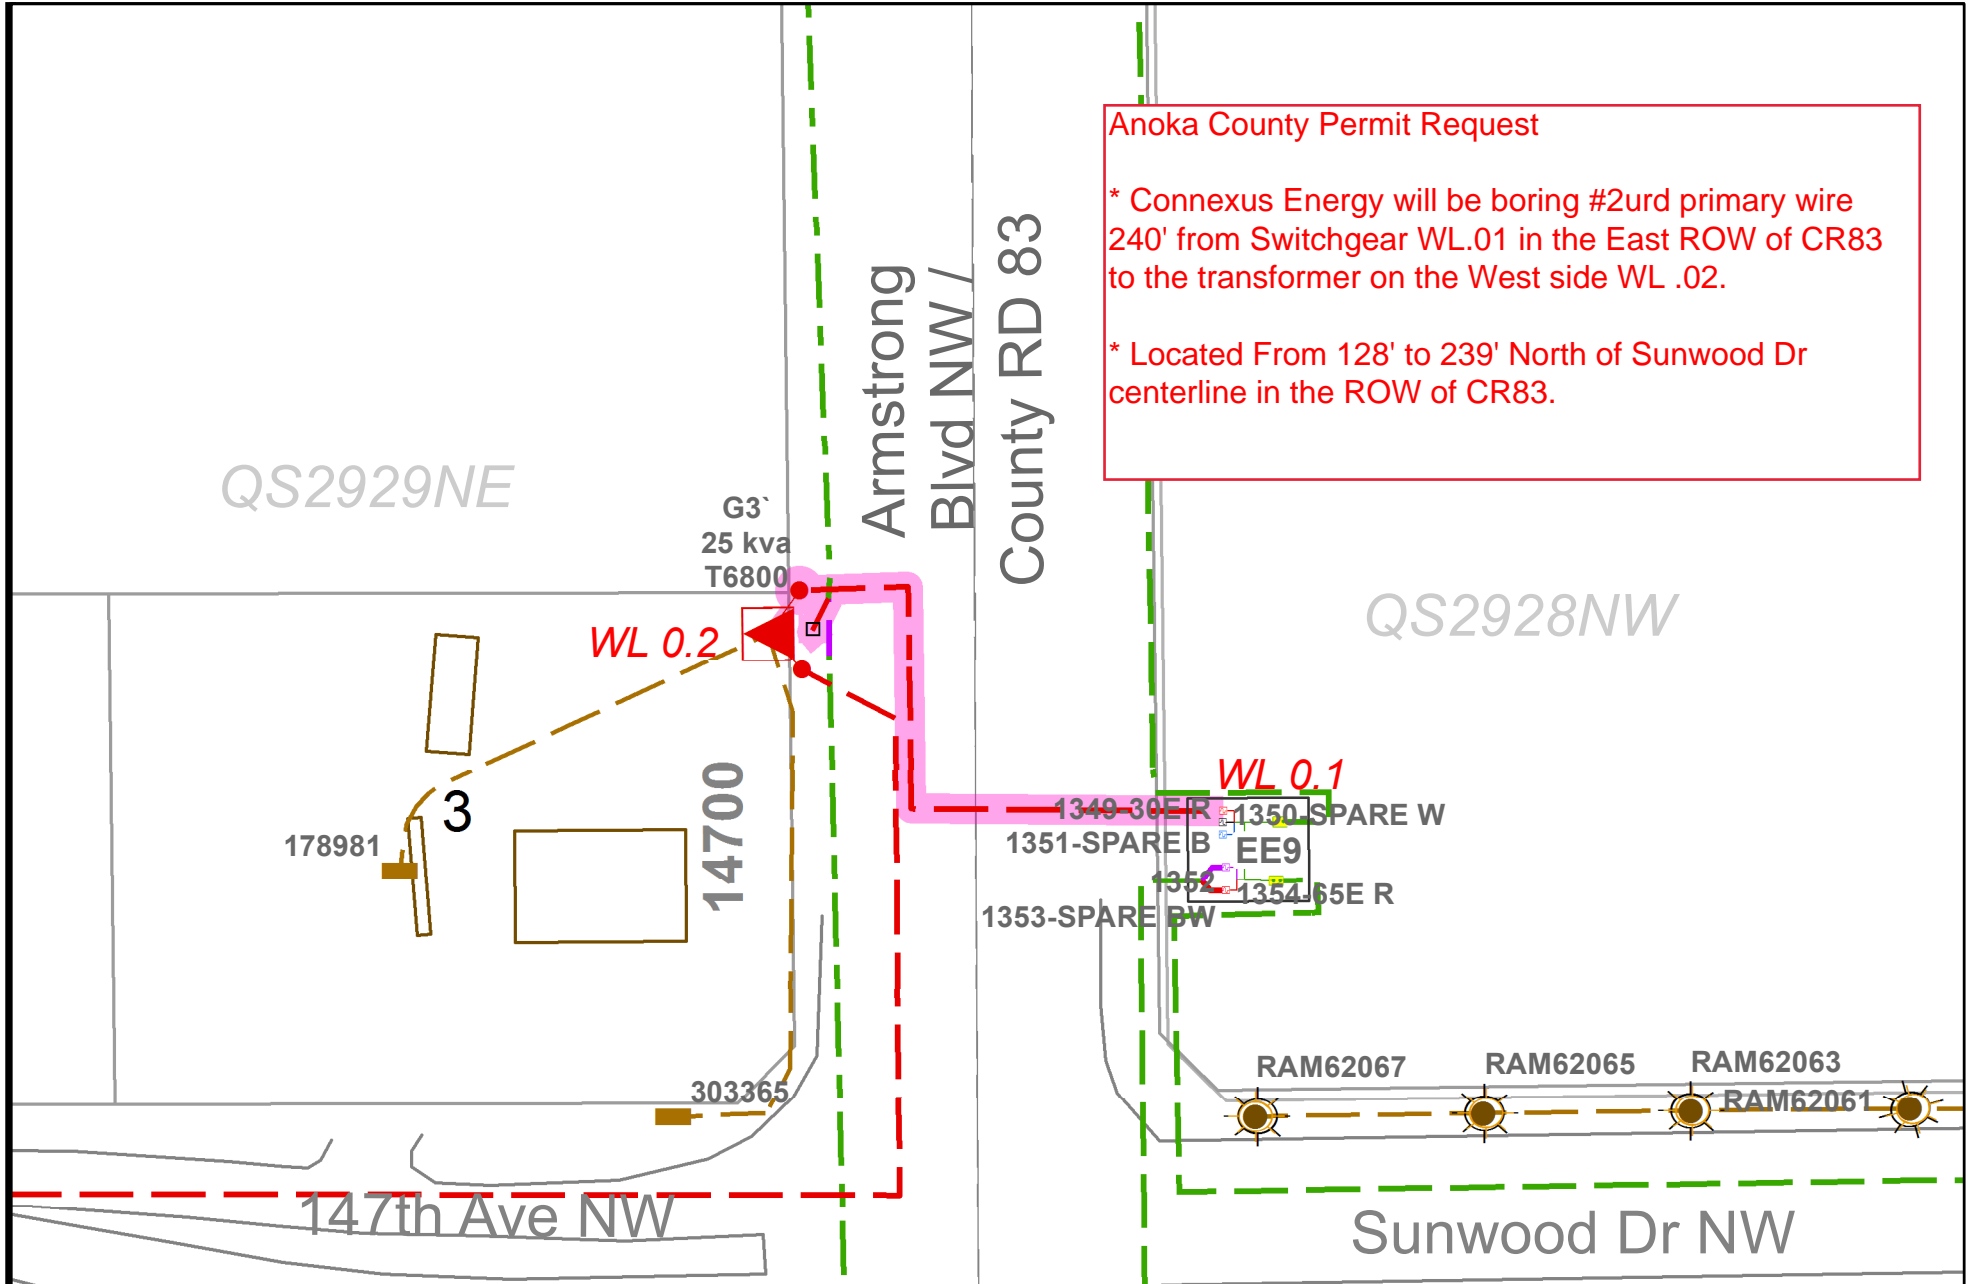 Anoka County Permit Request
* Connexus Energy will be boring #2urd primary wire
240' from Switchgear WL.01 in the East ROW of CR83
to the transformer on the West side WL .02.
* Located From 128' to 239' North of Sunwood Dr
centerline in the ROW of CR83.
Armstrong
Blvd NW /
County RD 83
QS2929NE
G3`
25 kva
T6800
QS2928NW
WL 0.2
WL 0.1
1349-30E R
1350-SPARE W
1351-SPARE B
EE9
1352
1354-65E R
1353-SPARE BW
3
178981
14700
303365
RAM62067
RAM62065
RAM62063
RAM62061
147th Ave NW
Sunwood Dr NW